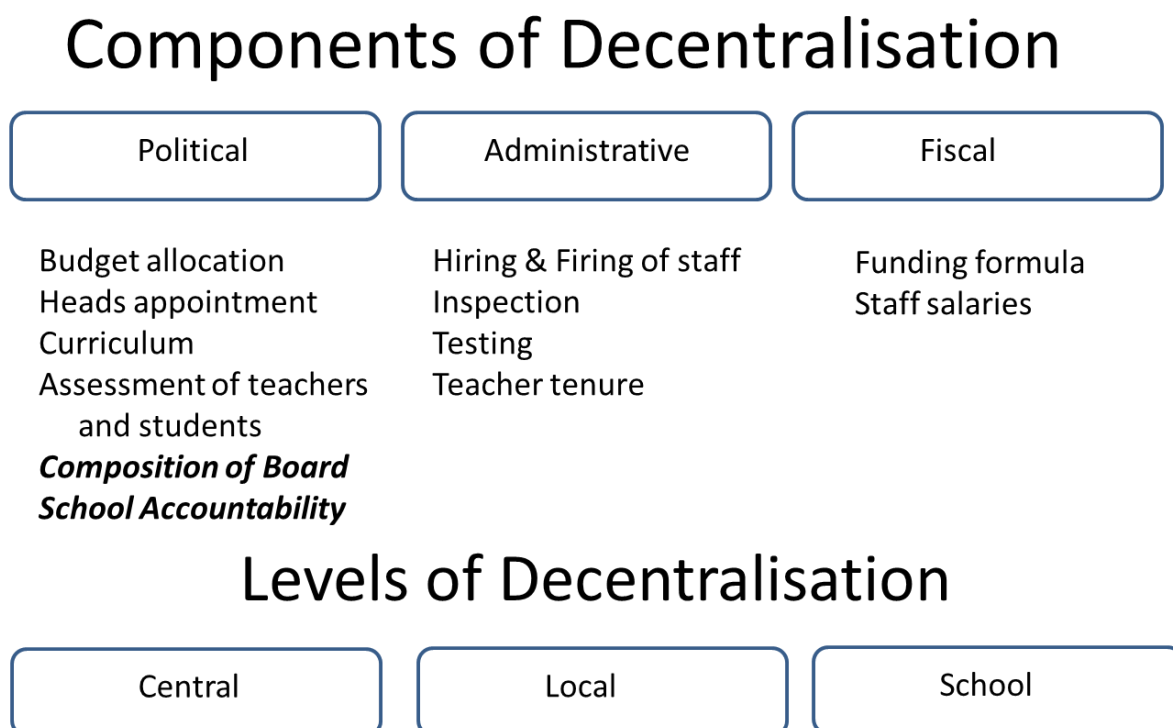 Components of Decentralisation
Political
Administrative
Fiscal
Budget allocation
Heads appointment
Curriculum
Assessment of teachers
and students
Composition of Board
School Accountability
Hiring & Firing of staff
Inspection
Testing
Teacher tenure
Funding formula
Staff salaries
Levels of Decentralisation
Central
Local
School